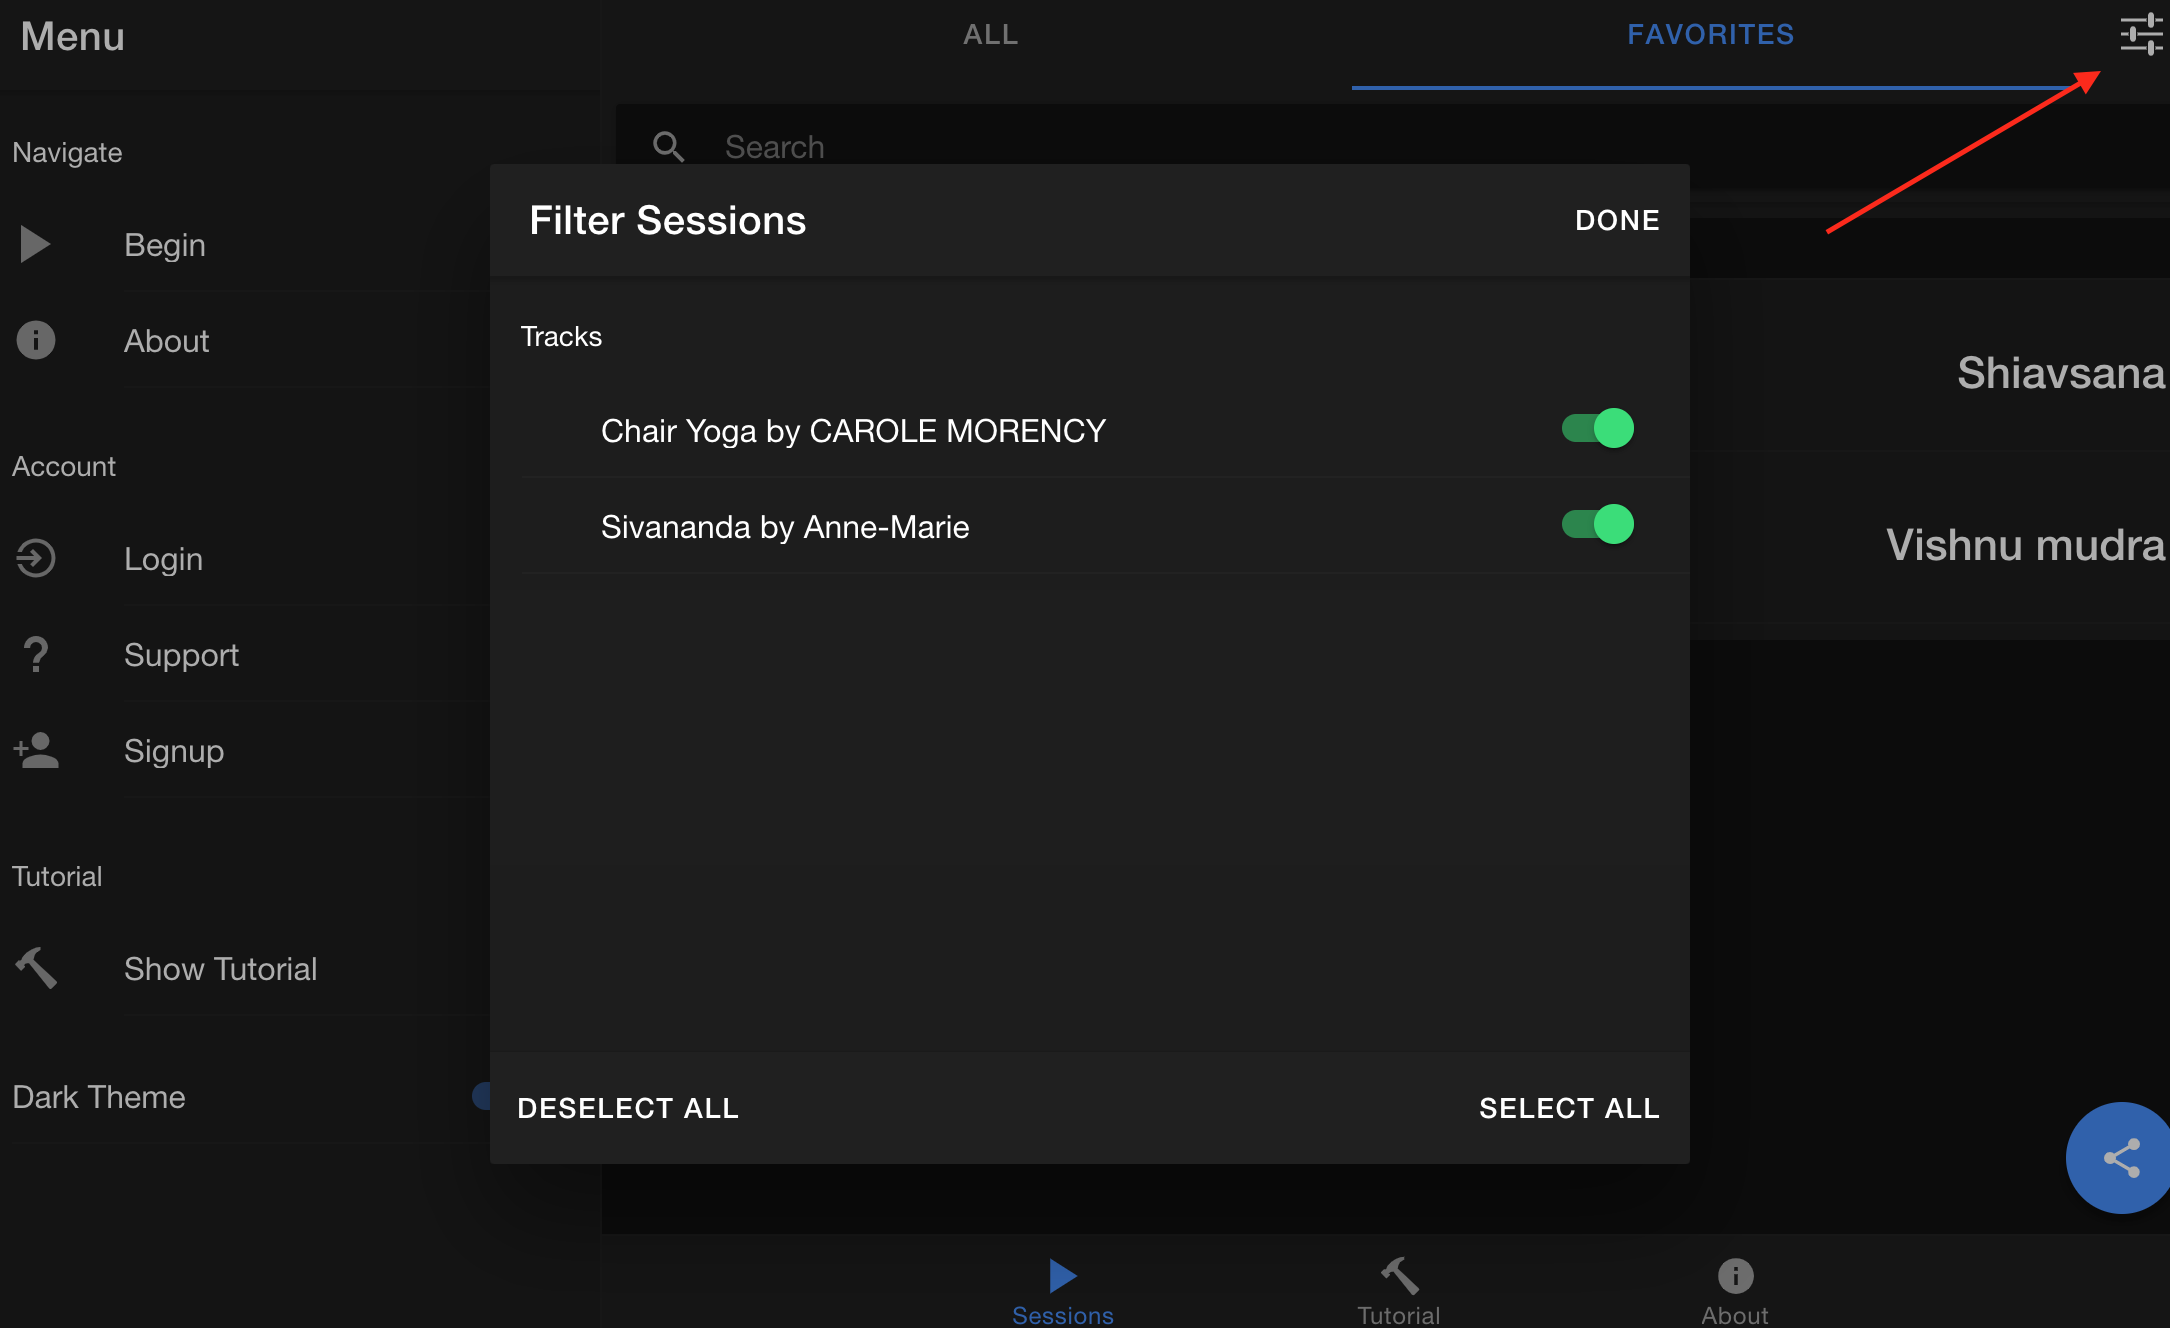 Menu
ALL
FAVORITES
Search
Navigate
Begin
About
Account
Login
Support
Signup
Tutorial
Show Tutorial
Dark Theme
Filter Sessions
DONE
Tracks
Chair Yoga by CAROLE MORENCY
Sivananda by Anne-Marie
DESELECT ALL
SELECT ALL
Shiavsana
Vishnu mudra
Sessions
Tutorial
About